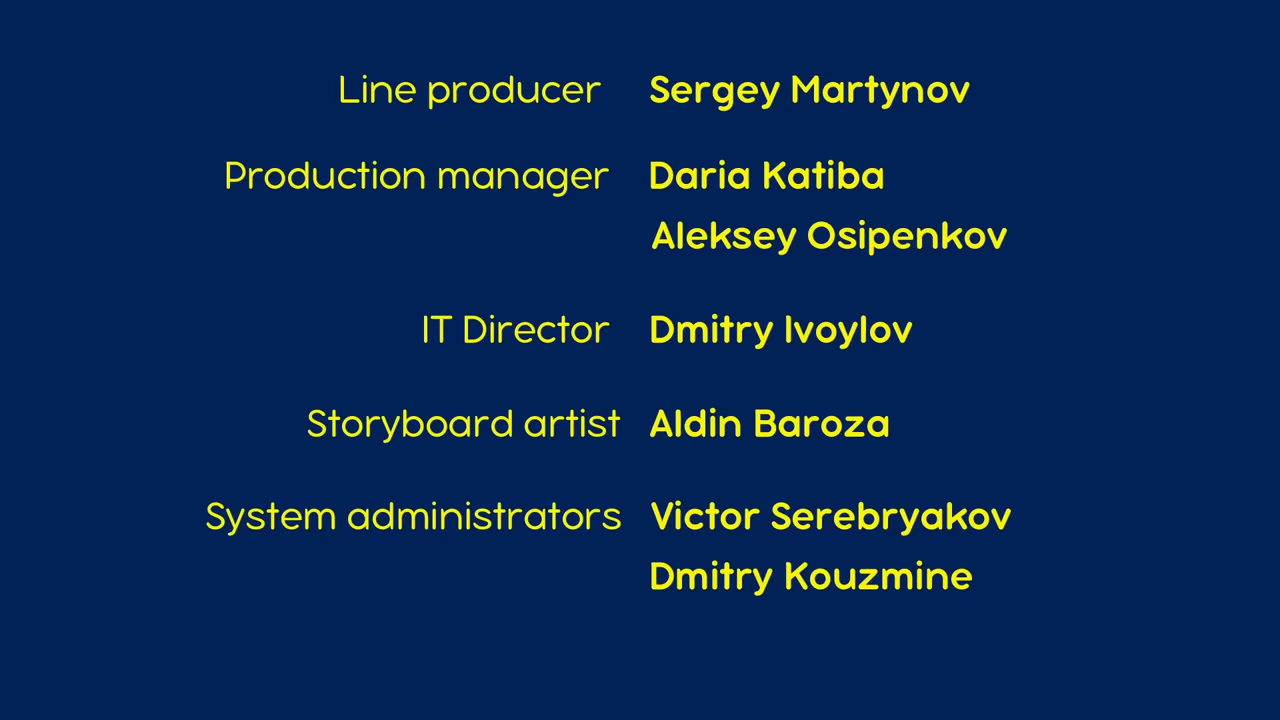 Line producer Sergey Martynov
Production manager Daria Katiba
Aleksey Osipenkov
IT Director Dmitry Ivoylov
Storyboard artist Aldin Baroza
System administrators Victor Serebryakov
Dmitry Kouzmine